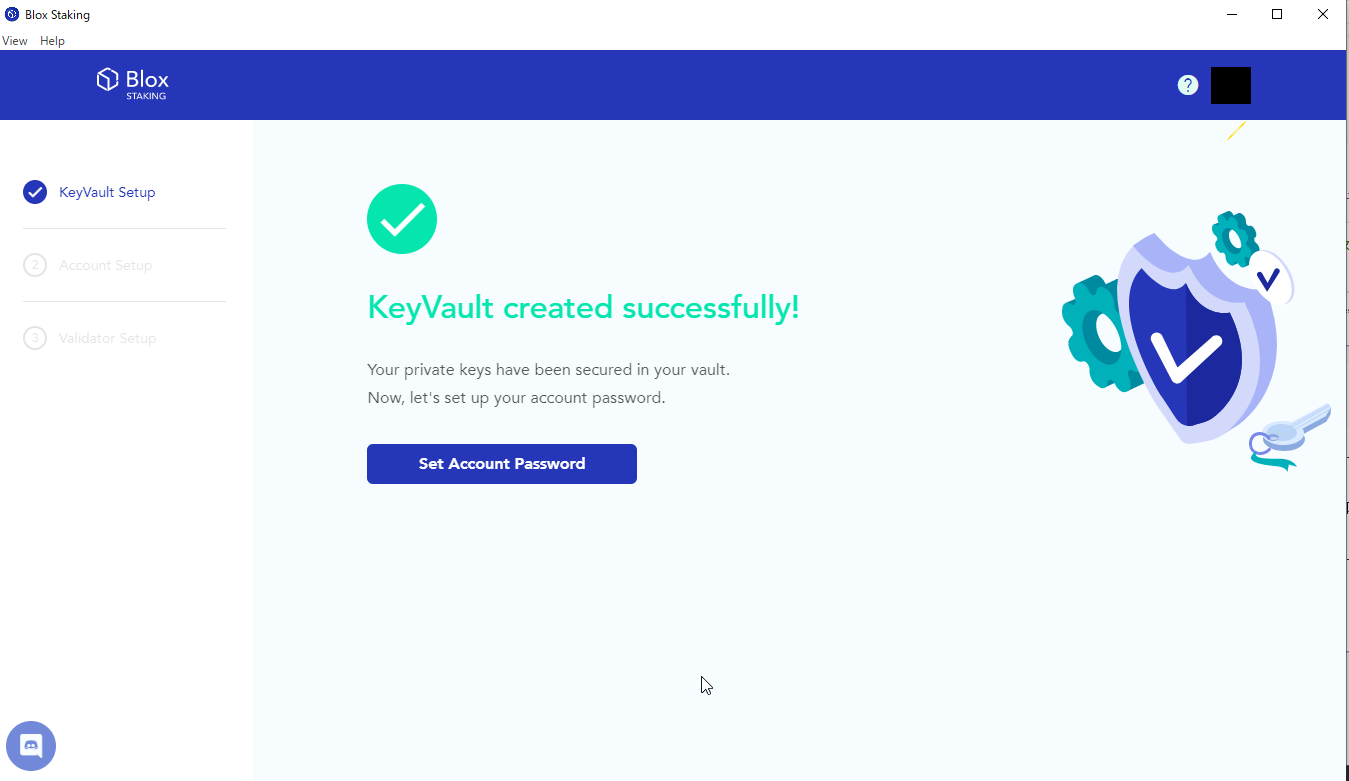 Blox Staking
View Help
Blox
STAKING
?
KeyVault Setup
2 Account Setup
3 Validator Setup
KeyVault created successfully!
Your private keys have been secured in your vault.
Now, let's set up your account password.
Set Account Password